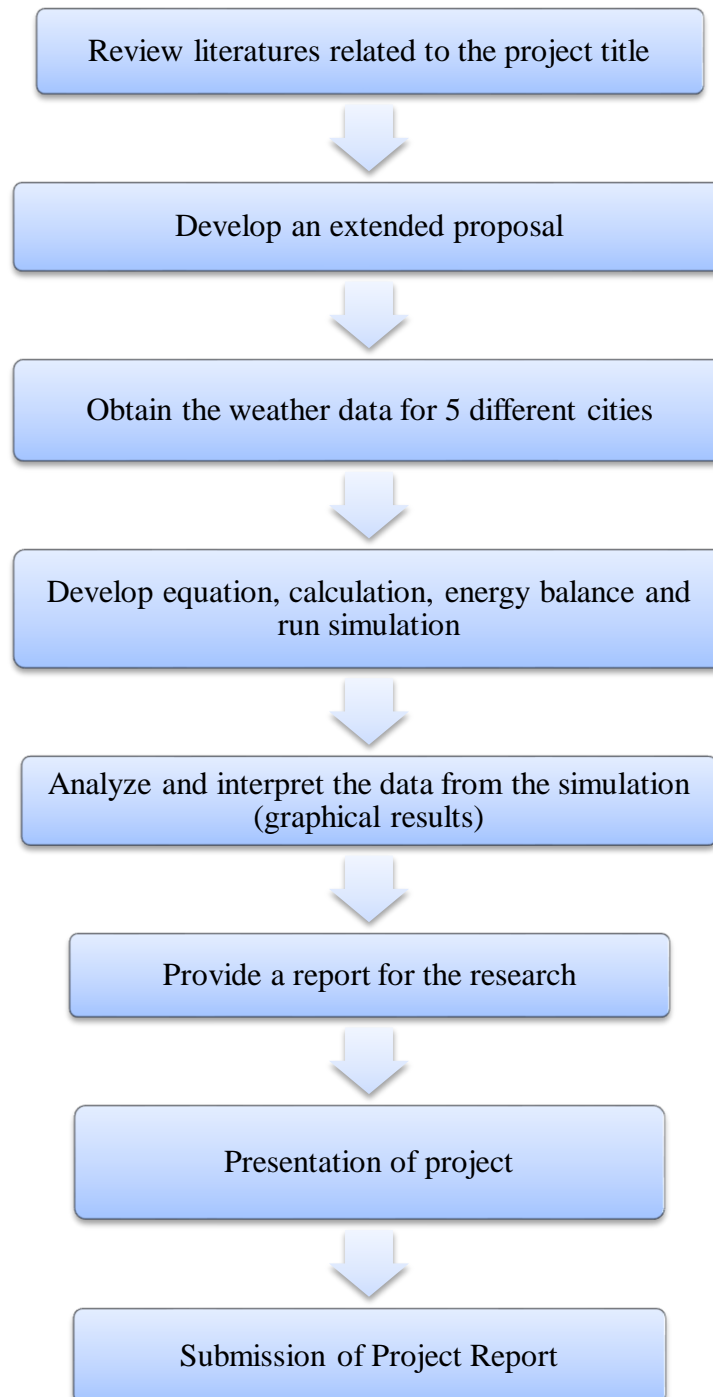 Review literatures related to the project title
Develop an extended proposal
Obtain the weather data for 5 different cities
Develop equation, calculation, energy balance and
run simulation
Analyze and interpret the data from the simulation
(graphical results)
Provide a report for the research
Presentation of project
Submission of Project Report